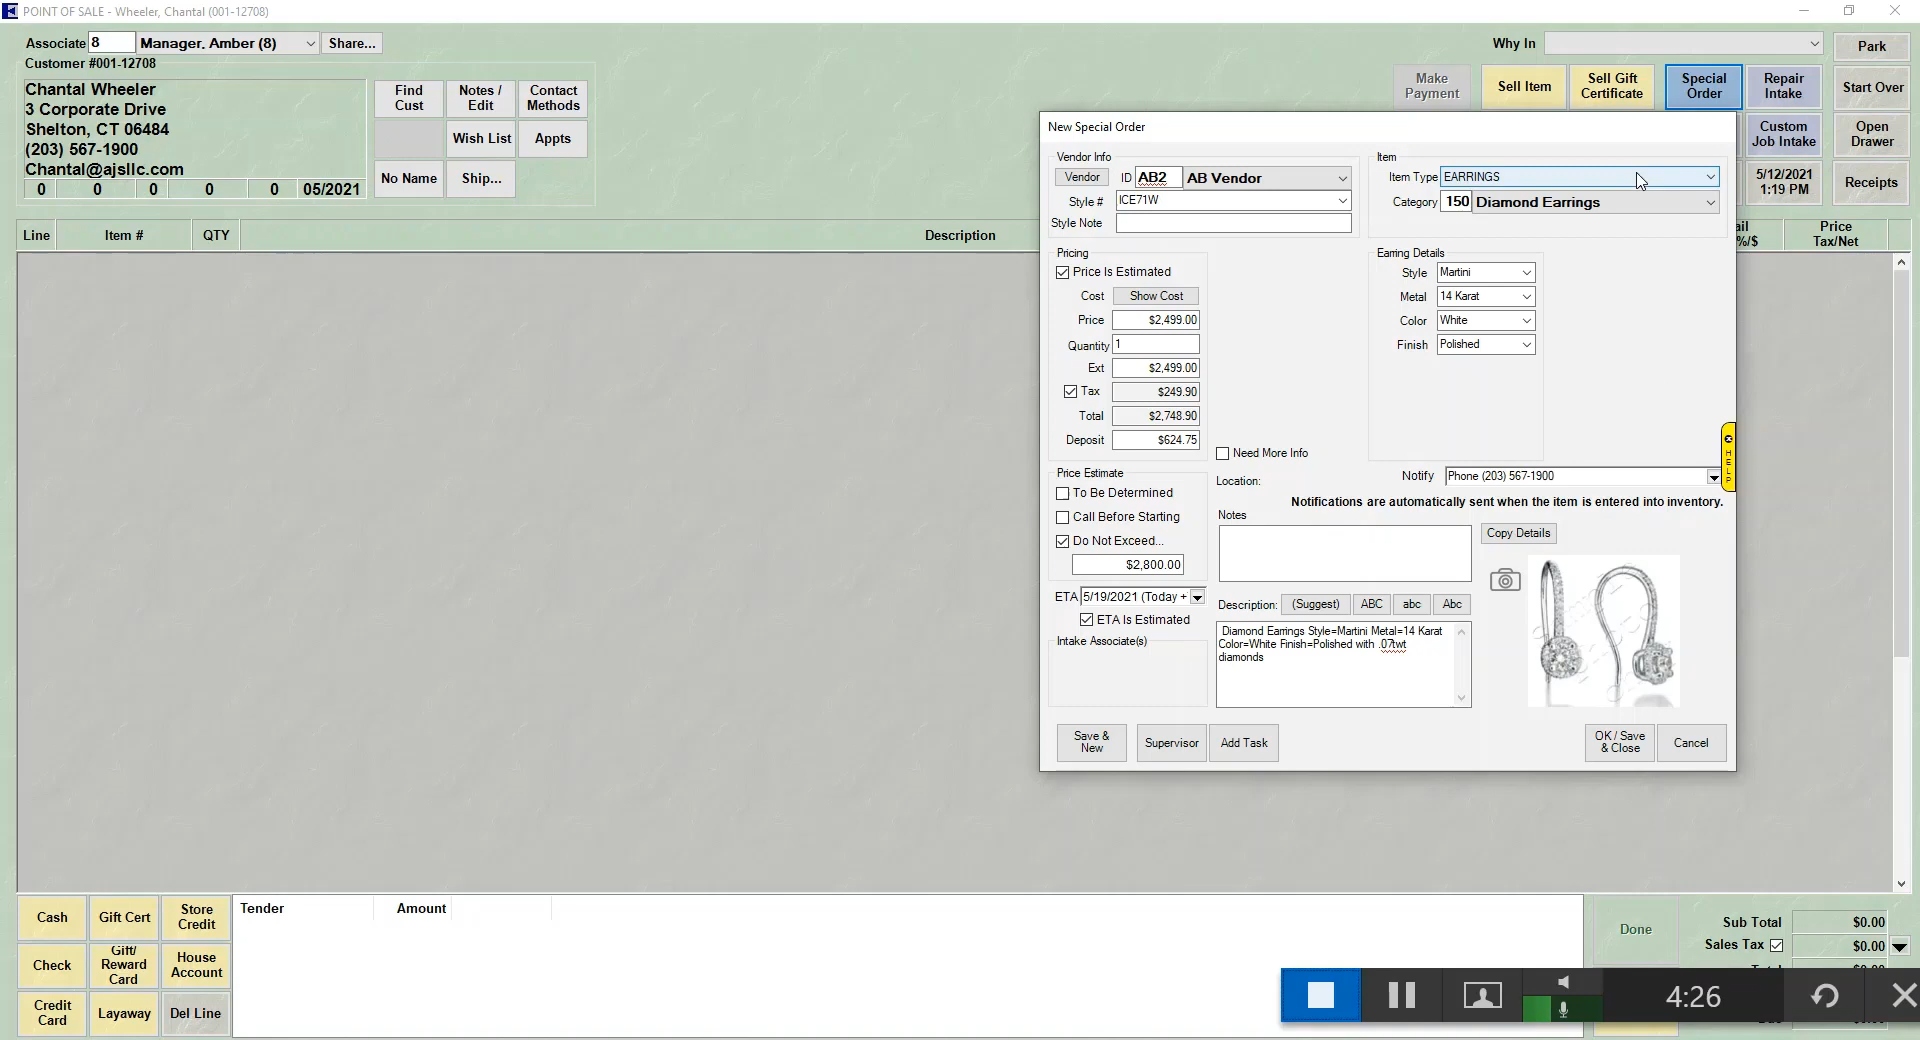 POINT OF SALE - Wheeler, Chantal (001-12708)
Associate 8 Manager, Amber (8) Share...
Why In
Park
Customer #001-12708
Chantal Wheeler
3 Corporate Drive
Shelton, CT 06484
(203) 567-1900
Chantal@ajsllc.com
0 0 0 0 0 05/2021
Find Cust
Notes / Edit
Contact Methods
Wish List
Appts
No Name
Ship...
Make Payment
Sell Item
Sell Gift Certificate
Special Order
Repair Intake
Start Over
Custom Job Intake
Open Drawer
5/12/2021 1:19 PM
Receipts
Line Item # QTY Description
ail %/$
Price Tax/Net
New Special Order
Vendor Info
Vendor ID AB2 AB Vendor
Style # ICE71W
Style Note
Item
Item Type EARRINGS
Category 150 Diamond Earrings
Pricing
Price Is Estimated
Cost Show Cost
Price $2,499.00
Quantity 1
Ext $2,499.00
Tax $249.90
Total $2,748.90
Deposit $624.75
Earring Details
Style Martini
Metal 14 Karat
Color White
Finish Polished
Need More Info
Location:
Notify Phone (203) 567-1900
Notifications are automatically sent when the item is entered into inventory.
HELP
Price Estimate
To Be Determined
Call Before Starting
Do Not Exceed...
$2,800.00
ETA 5/19/2021 (Today +
ETA Is Estimated
Intake Associate(s)
Notes
Copy Details
Description: (Suggest) ABC abc Abc
Diamond Earrings Style=Martini Metal=14 Karat
Color=White Finish=Polished with .07twt
diamonds
Save & New
Supervisor
Add Task
OK / Save & Close
Cancel
Cash
Gift Cert
Store Credit
Check
Gift/ Reward Card
House Account
Credit Card
Layaway
Del Line
Tender Amount
Done
Sub Total $0.00
Sales Tax $0.00
4:26